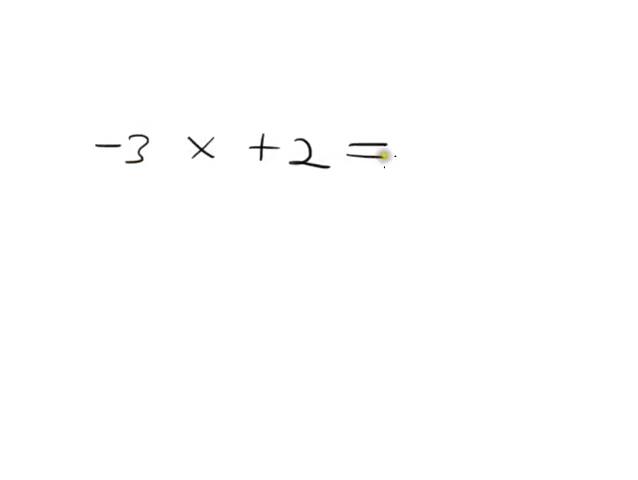 -3 × +2 =